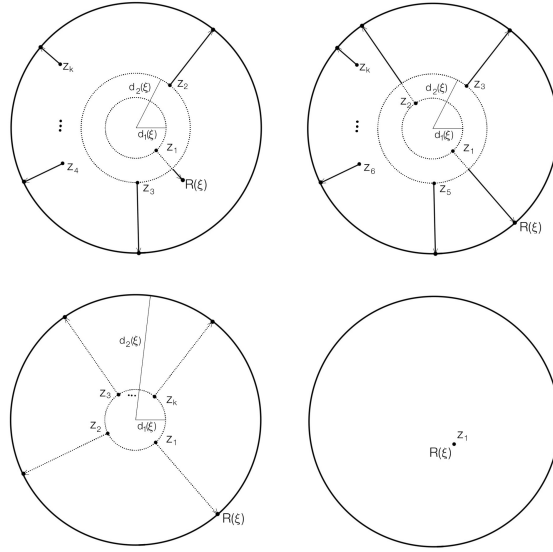 z_k
z_2
d_2(ξ)
...
d_1(ξ)
z_1
z_4
z_3
R(ξ)
z_k
z_3
d_2(ξ)
z_2
...
d_1(ξ)
z_1
z_6
z_5
R(ξ)
d_2(ξ)
z_3
...
z_k
d_1(ξ)
z_2
z_1
R(ξ)
z_1
R(ξ)